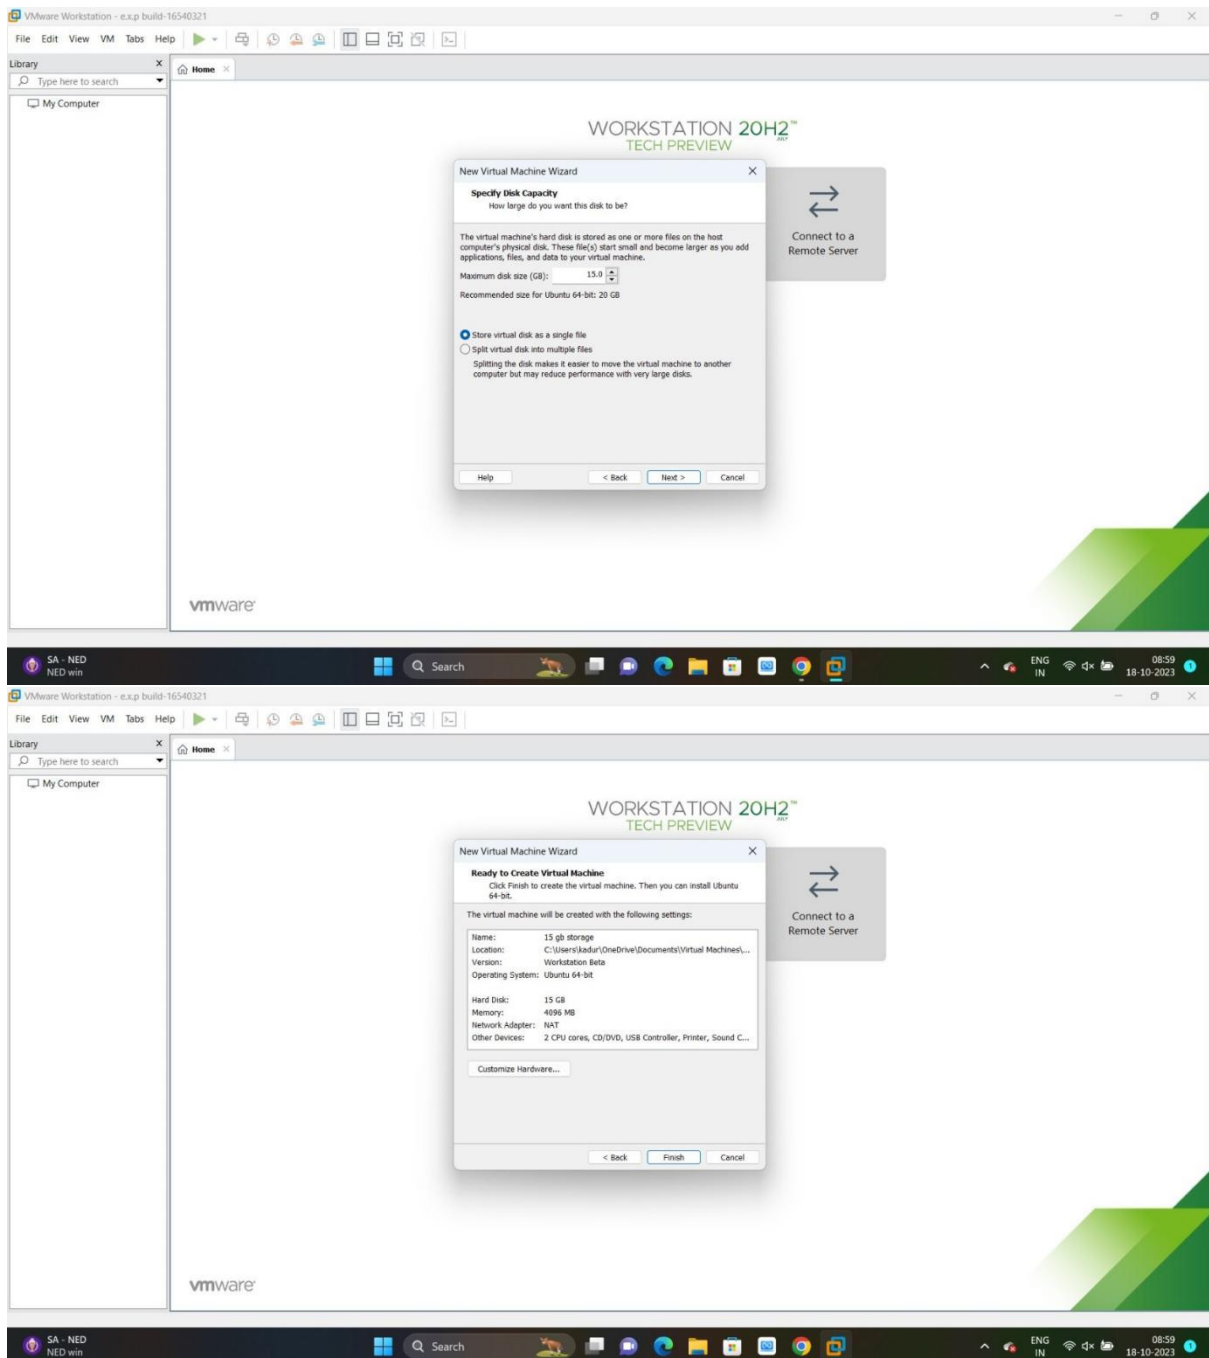 VMware Workstation - e.x.p build-16540321
File Edit View VM Tabs Help
Library X
Home
Type here to search
My Computer
WORKSTATION 20H2™
JULY
TECH PREVIEW
New Virtual Machine Wizard
Specify Disk Capacity
How large do you want this disk to be?
The virtual machine's hard disk is stored as one or more files on the host
computer's physical disk. These file(s) start small and become larger as you add
applications, files, and data to your virtual machine.
Maximum disk size (GB): 15.0
Recommended size for Ubuntu 64-bit: 20 GB
Store virtual disk as a single file
Split virtual disk into multiple files
Splitting the disk makes it easier to move the virtual machine to another
computer but may reduce performance with very large disks.
Help < Back Next > Cancel
Connect to a
Remote Server
vmware
SA - NED
NED win
Search
ENG
IN
08:59
18-10-2023
1
VMware Workstation - e.x.p build-16540321
File Edit View VM Tabs Help
Library X
Home
Type here to search
My Computer
WORKSTATION 20H2™
JULY
TECH PREVIEW
New Virtual Machine Wizard
Ready to Create Virtual Machine
Click Finish to create the virtual machine. Then you can install Ubuntu
64-bit.
The virtual machine will be created with the following settings:
Name: 15 gb storage
Location: C:\Users\kadur\OneDrive\Documents\Virtual Machines\...
Version: Workstation Beta
Operating System: Ubuntu 64-bit
Hard Disk: 15 GB
Memory: 4096 MB
Network Adapter: NAT
Other Devices: 2 CPU cores, CD/DVD, USB Controller, Printer, Sound C...
Customize Hardware...
< Back Finish Cancel
Connect to a
Remote Server
vmware
SA - NED
NED win
Search
ENG
IN
08:59
18-10-2023
1